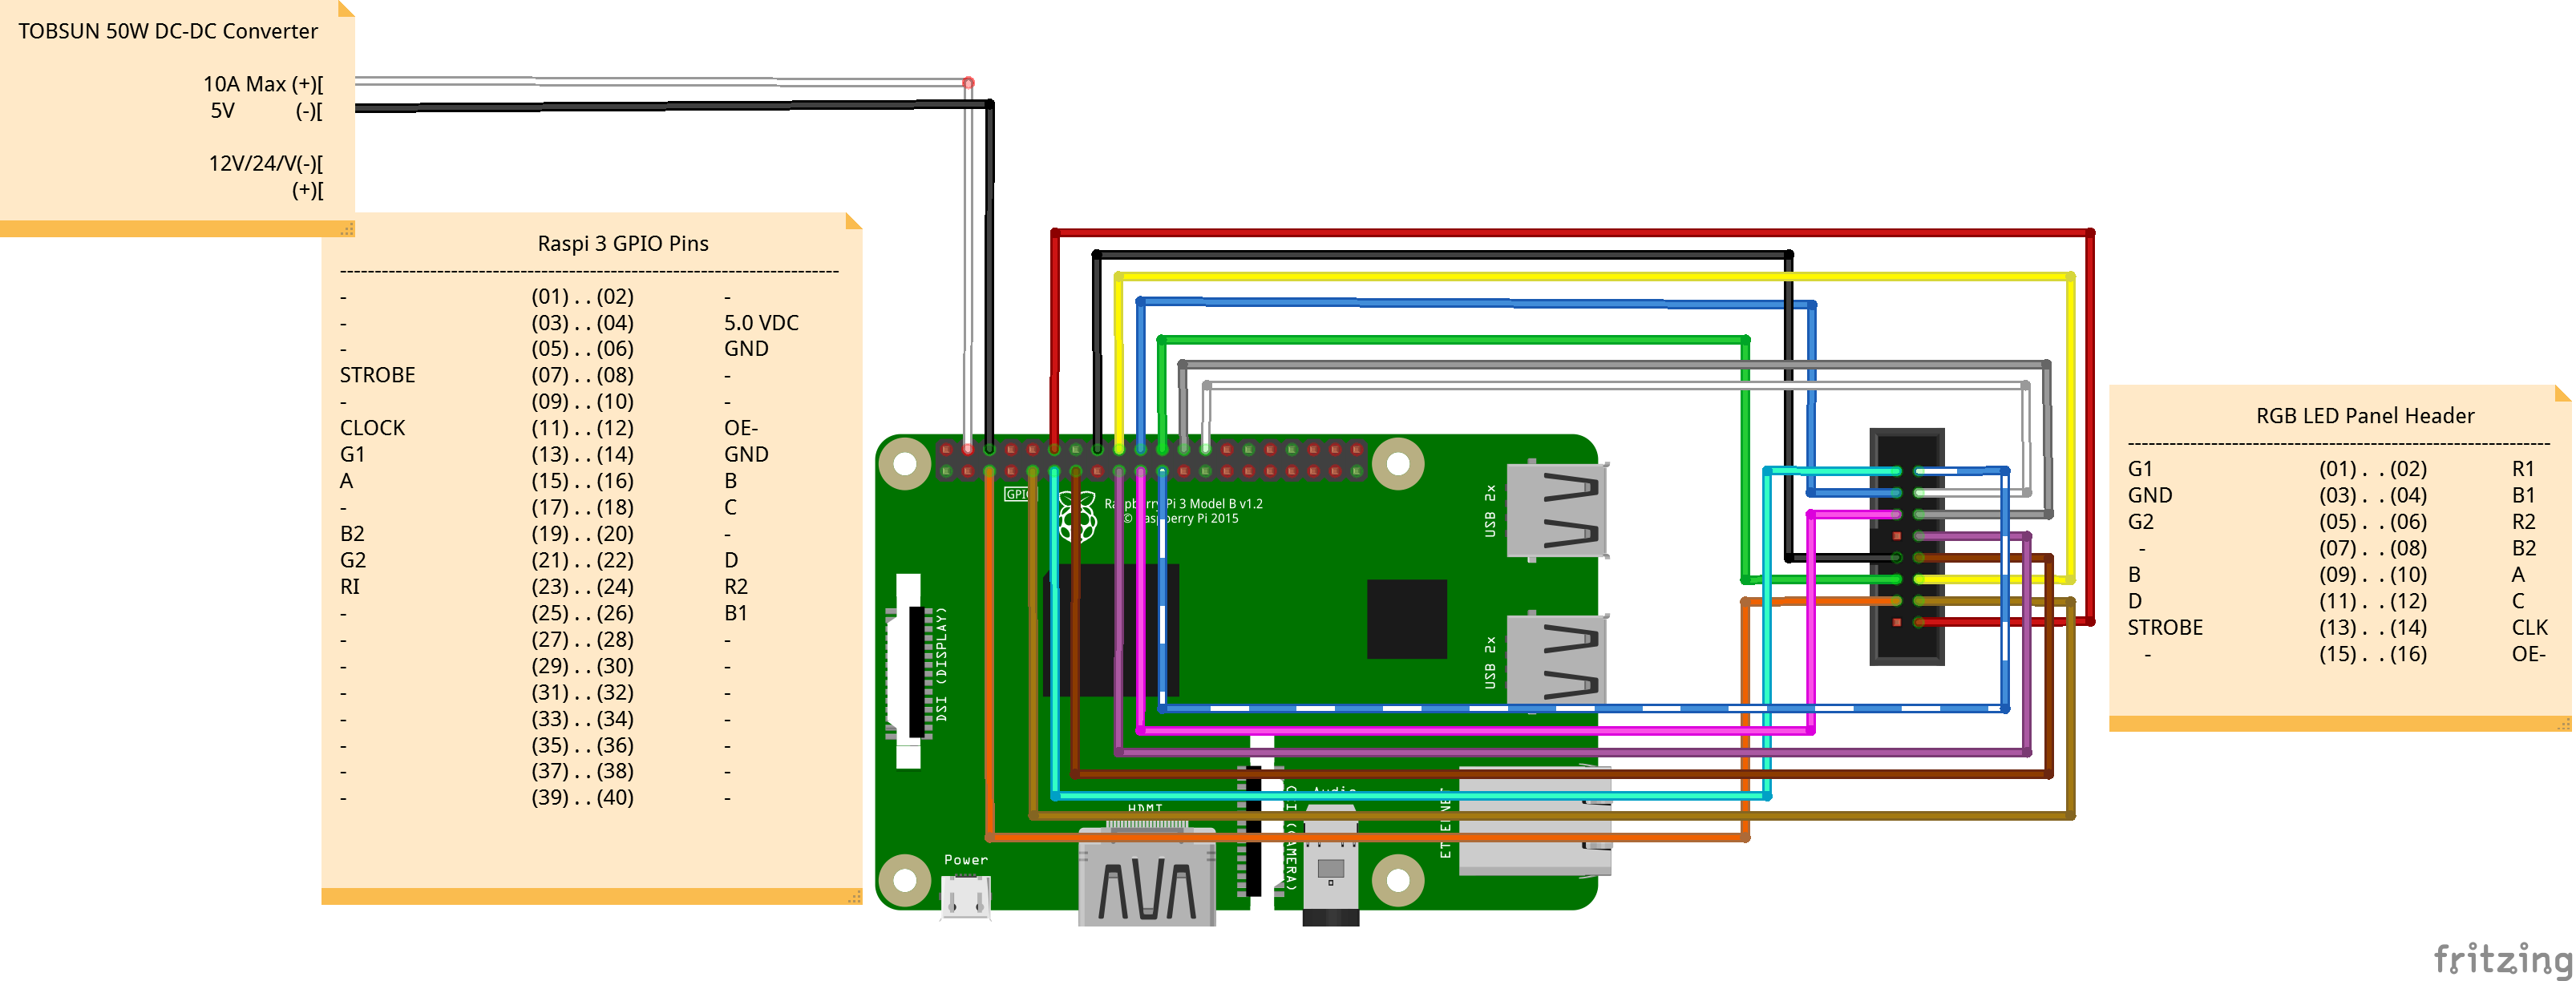 TOBSUN 50W DC-DC Converter
10A Max (+)[
5V (-)[
12V/24/V(-)[
(+)[
Raspi 3 GPIO Pins
--------------------------------------------------------------------------
- (01) . . (02) -
- (03) . . (04) 5.0 VDC
- (05) . . (06) GND
STROBE (07) . . (08) -
- (09) . . (10) -
CLOCK (11) . . (12) OE-
G1 (13) . . (14) GND
A (15) . . (16) B
- (17) . . (18) C
B2 (19) . . (20) -
G2 (21) . . (22) D
RI (23) . . (24) R2
- (25) . . (26) B1
- (27) . . (28) -
- (29) . . (30) -
- (31) . . (32) -
- (33) . . (34) -
- (35) . . (36) -
- (37) . . (38) -
- (39) . . (40) -
GPIO
Raspberry Pi 3 Model B v1.2
© Raspberry Pi 2015
USB 2x
USB 2x
DSI (DISPLAY)
HDMI
Power
CSI (CAMERA)
Audio
ETHERNET
RGB LED Panel Header
--------------------------------------------------------------
G1 (01) . . (02) R1
GND (03) . . (04) B1
G2 (05) . . (06) R2
- (07) . . (08) B2
B (09) . . (10) A
D (11) . . (12) C
STROBE (13) . . (14) CLK
- (15) . . (16) OE-
fritzing